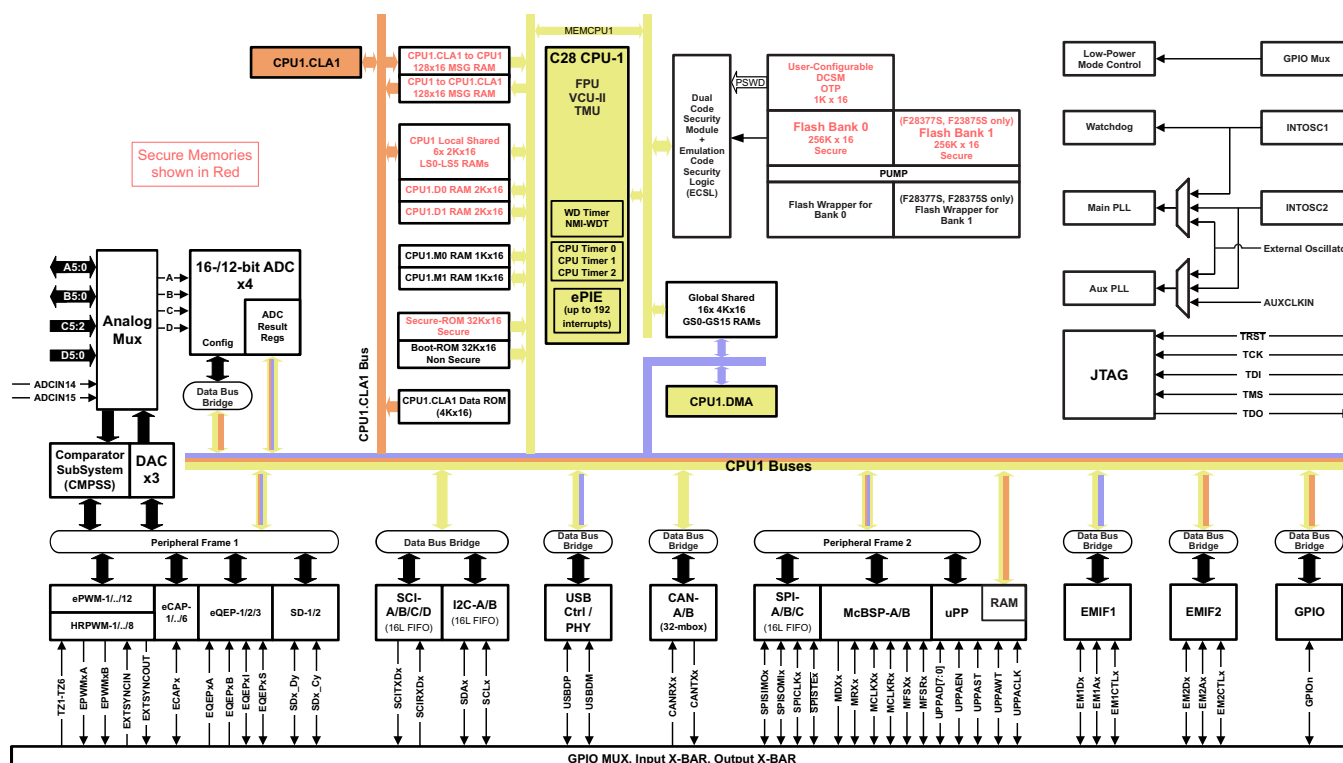 MEMCPU1
CPU1.CLA1
CPU1.CLA1 to CPU1
128x16 MSG RAM
CPU1 to CPU1.CLA1
128x16 MSG RAM
CPU1 Local Shared
6x 2Kx16
LS0-LS5 RAMs
CPU1.D0 RAM 2Kx16
CPU1.D1 RAM 2Kx16
CPU1.M0 RAM 1Kx16
CPU1.M1 RAM 1Kx16
Secure-ROM 32Kx16
Secure
Boot-ROM 32Kx16
Non Secure
CPU1.CLA1 Data ROM
(4Kx16)
CPU1.CLA1 Bus
Secure Memories
shown in Red
C28 CPU-1
FPU
VCU-II
TMU
WD Timer
NMI-WDT
CPU Timer 0
CPU Timer 1
CPU Timer 2
ePIE
(up to 192
interrupts)
Dual
Code
Security
Module
+
Emulation
Code
Security
Logic
(ECSL)
PSWD
User-Configurable
DCSM
OTP
1K x 16
Flash Bank 0
256K x 16
Secure
(F28377S, F23875S only)
Flash Bank 1
256K x 16
Secure
PUMP
Flash Wrapper for
Bank 0
(F28377S, F28375S only)
Flash Wrapper for
Bank 1
Global Shared
16x 4Kx16
GS0-GS15 RAMs
CPU1.DMA
Low-Power
Mode Control
GPIO Mux
Watchdog
INTOSC1
Main PLL
INTOSC2
External Oscillator
Aux PLL
AUXCLKIN
JTAG
TRST
TCK
TDI
TMS
TDO
A5:0
B5:0
C5:2
D5:0
ADCIN14
ADCIN15
Analog
Mux
A
B
C
D
16-/12-bit ADC
x4
Config
ADC
Result
Regs
Data Bus
Bridge
Comparator
SubSystem
(CMPSS)
DAC
x3
CPU1 Buses
Peripheral Frame 1
Data Bus Bridge
Data Bus
Bridge
Data Bus
Bridge
Peripheral Frame 2
Data Bus
Bridge
Data Bus
Bridge
Data Bus
Bridge
ePWM-1/../12
HRPWM-1/../8
eCAP-
1/../6
eQEP-1/2/3
SD-1/2
SCI-
A/B/C/D
(16L FIFO)
I2C-A/B
(16L FIFO)
USB
Ctrl /
PHY
CAN-
A/B
(32-mbox)
SPI-
A/B/C
(16L FIFO)
McBSP-A/B
uPP
RAM
EMIF1
EMIF2
GPIO
TZ1-TZ6
EPWMxA
EPWMxB
EXTSYNCIN
EXTSYNCOUT
ECAPx
EQEPxA
EQEPxB
EQEPxI
EQEPxS
SDx_Dy
SDx_Cy
SCITXDx
SCIRXDx
SDAx
SCLx
USBDP
USBDM
CANRXx
CANTXx
SPISIMOx
SPISOMIx
SPICLKx
SPISTEx
MDXx
MRXx
MCLKXx
MCLKRx
MFSXx
MFSRx
UPPAD[7:0]
UPPAEN
UPPAST
UPPAWT
UPPACLK
EM1Dx
EM1Ax
EM1CTLx
EM2Dx
EM2Ax
EM2CTLx
GPIOn
GPIO MUX, Input X-BAR, Output X-BAR